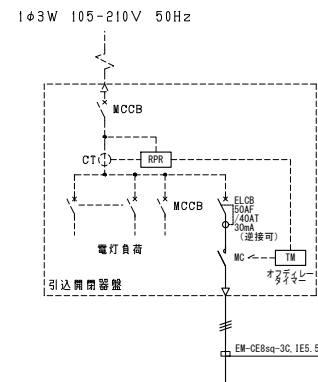 1φ3W 105-210V 50Hz
MCCB
CT
RPR
MCCB
電灯負荷
ELCB
50AF
/40AT
30mA
(逆接可)
MC
TM
オフディレー
タイマー
引込開閉器盤
EM-CE8sq-3C, IE5.5